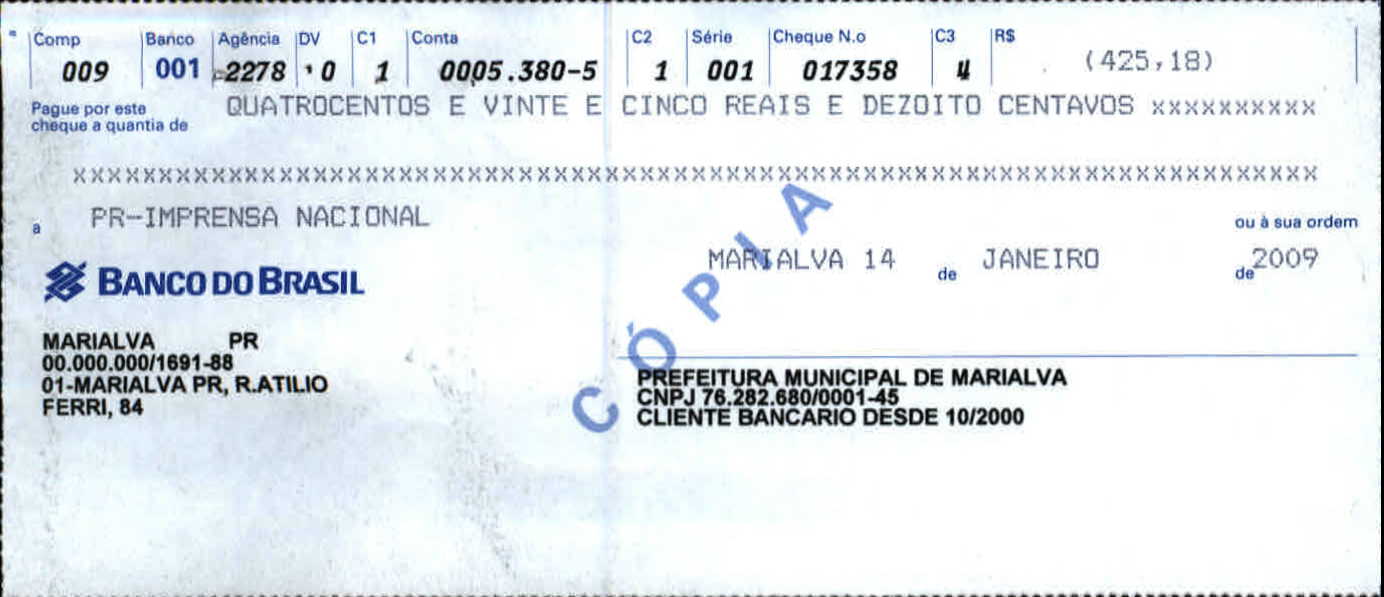 Comp Banco Agência DV C1 Conta C2 Série Cheque N.o C3 R$
009 001 2278 0 1 0005.380-5 1 001 017358 4 (425,18)
Pague por este cheque a quantia de QUATROCENTOS E VINTE E CINCO REAIS E DEZOITO CENTAVOS xxxxxxxxxx
XXXXXXXXXXXXXXXXXXXXXXXXXXXXXXXXXXXXXXXXXXXXXXXXXXXXXXXXXXXXXXXXXXXXXXX
a PR-IMPRENSA NACIONAL ou à sua ordem
MARIALVA 14 de JANEIRO de 2009
BANCO DO BRASIL
CÓPIA
MARIALVA PR
00.000.000/1691-88
01-MARIALVA PR, R.ATILIO
FERRI, 84
PREFEITURA MUNICIPAL DE MARIALVA
CNPJ 76.282.680/0001-45
CLIENTE BANCARIO DESDE 10/2000